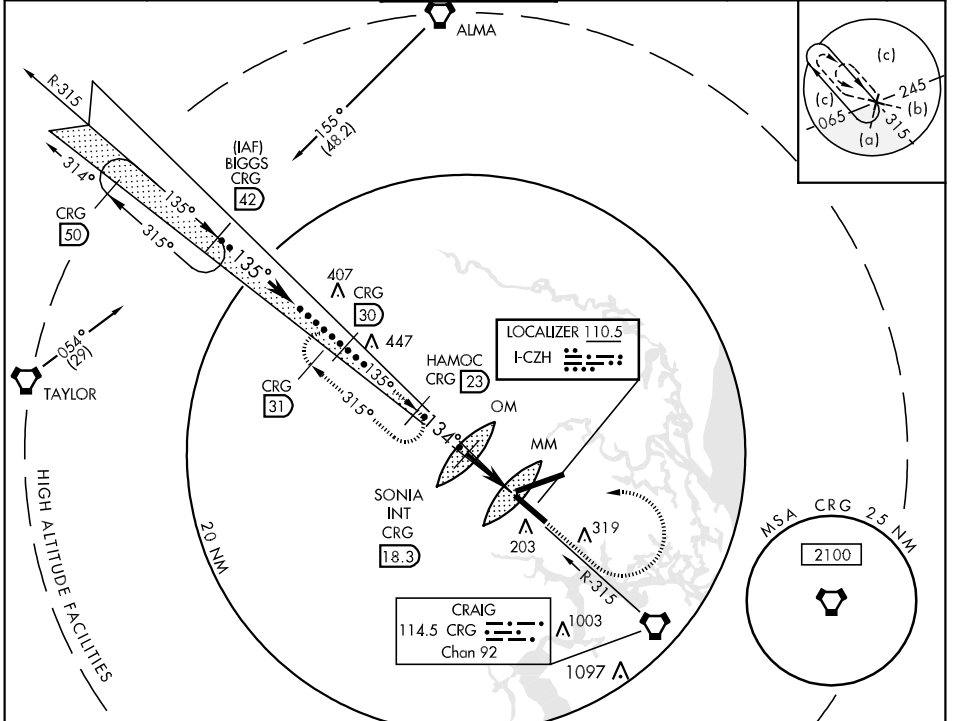 ALMA
R-315
155°
(48.2)
(IAF)
BIGGS
CRG
42
314°
135°
315°
CRG
50
135°
407
CRG
30
447
054°
(29)
TAYLOR
CRG
31
135°
315°
HAMOC
CRG 23
134°
LOCALIZER 110.5
I-CZH
OM
MM
SONIA
INT
CRG
18.3
203
319
R-315
20 NM
HIGH ALTITUDE FACILITIES
CRAIG
114.5 CRG
Chan 92
1003
1097
MSA CRG 25 NM
2100
(c)
245
(c)
(b)
065
315
(a)